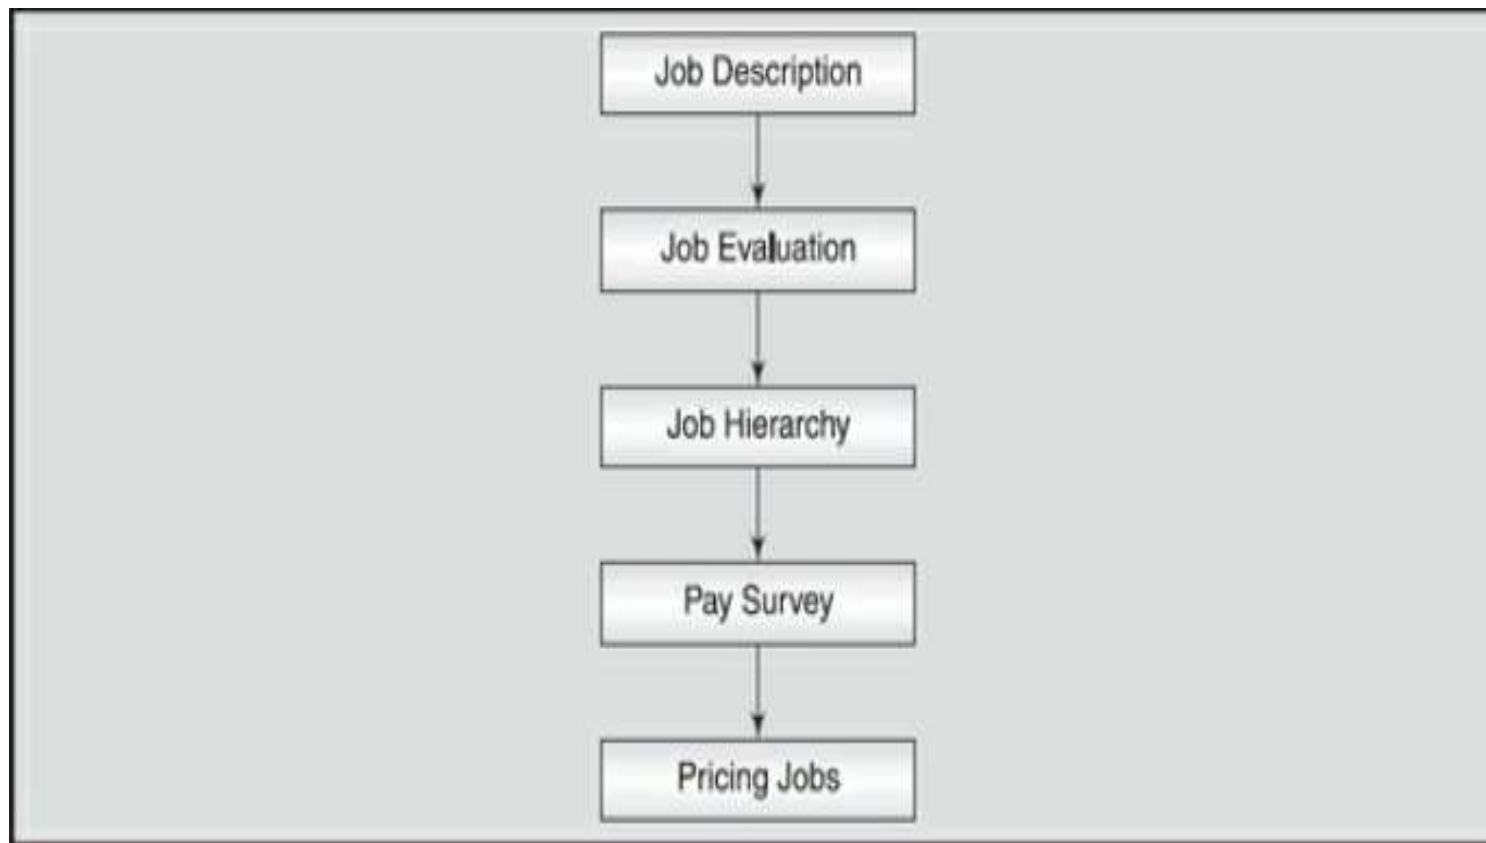 Job Description
Job Evaluation
Job Hierarchy
Pay Survey
Pricing Jobs